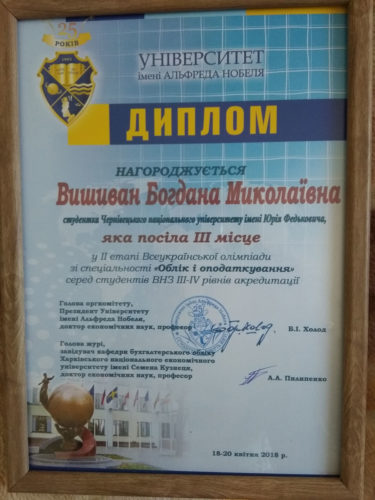 25
РОКІВ
1993
УНІВЕРСИТЕТ
імені АЛЬФРЕДА НОБЕЛЯ
ДИПЛОМ
НАГОРОДЖУЄТЬСЯ
Вишиван Богдана Миколаївна
студентка Чернівецького національного університету імені Юрія Федьковича,
яка посіла III місце
у II етапі Всеукраїнської олімпіади
зі спеціальності «Облік і оподаткування»
серед студентів ВНЗ III-IV рівнів акредитації
Голова оргкомітету,
Президент Університету
імені Альфреда Нобеля,
доктор економічних наук, професор
Б.І. Холод
Голова журі,
завідувач кафедри бухгалтерського обліку
Харківського національного економічного
університету імені Семена Кузнеця,
доктор економічних наук, професор
А.А. Пилипенко
18-20 квітня 2018 р.